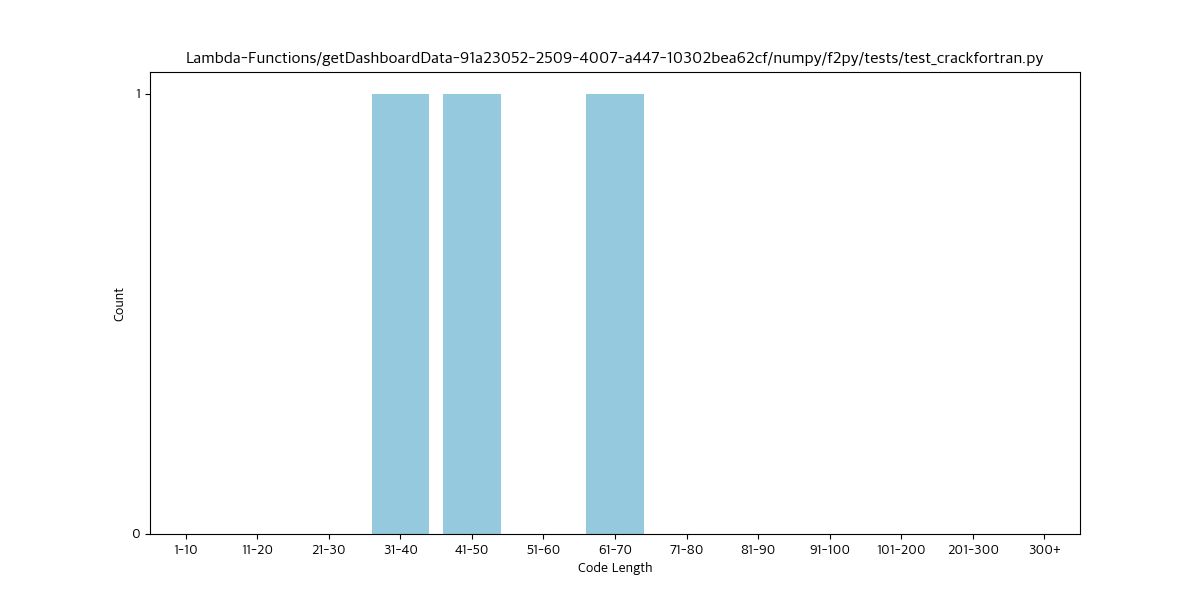 Lambda-Functions/getDashboardData-91a23052-2509-4007-a447-10302bea62cf/numpy/f2py/tests/test_crackfortran.py
1
Count
0
1-10 11-20 21-30 31-40 41-50 51-60 61-70 71-80 81-90 91-100 101-200 201-300 300+
Code Length